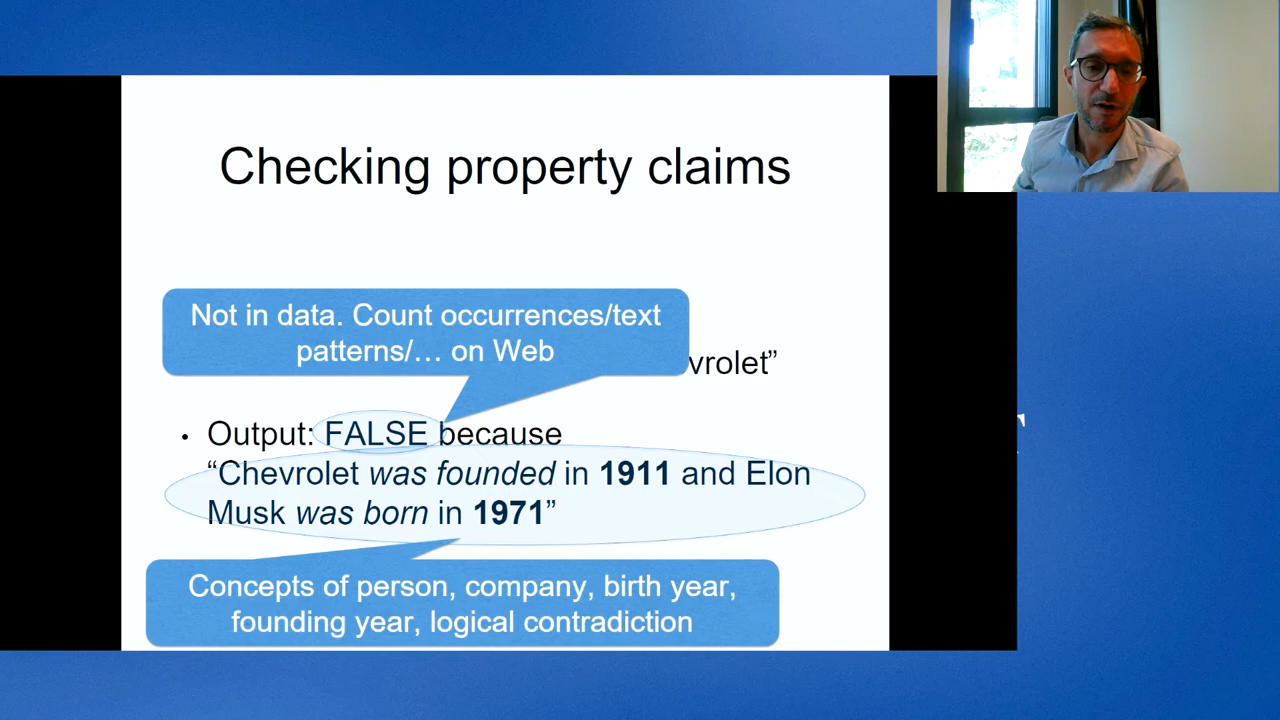 Checking property claims
Not in data. Count occurrences/text
patterns/… on Web
vrolet”
• Output: FALSE because
“Chevrolet was founded in 1911 and Elon
Musk was born in 1971”
Concepts of person, company, birth year,
founding year, logical contradiction